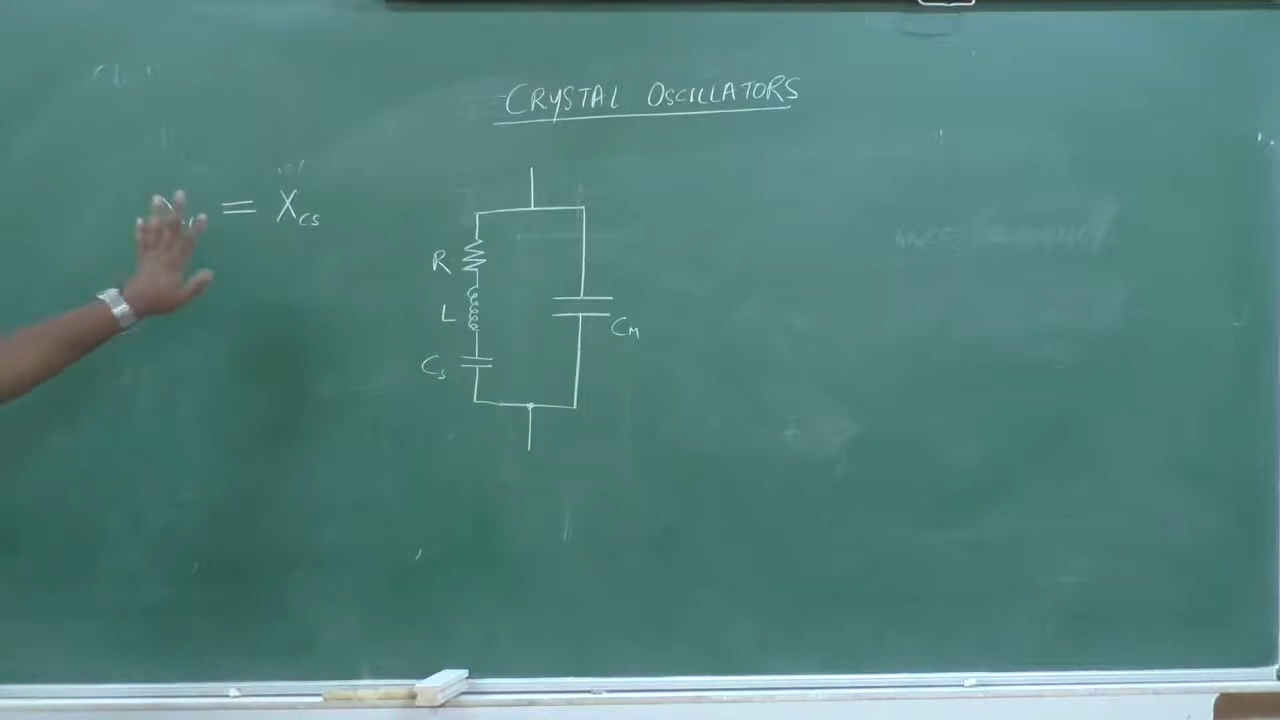 CRYSTAL OSCILLATORS
= X_CS
R
L
C_M
C_S